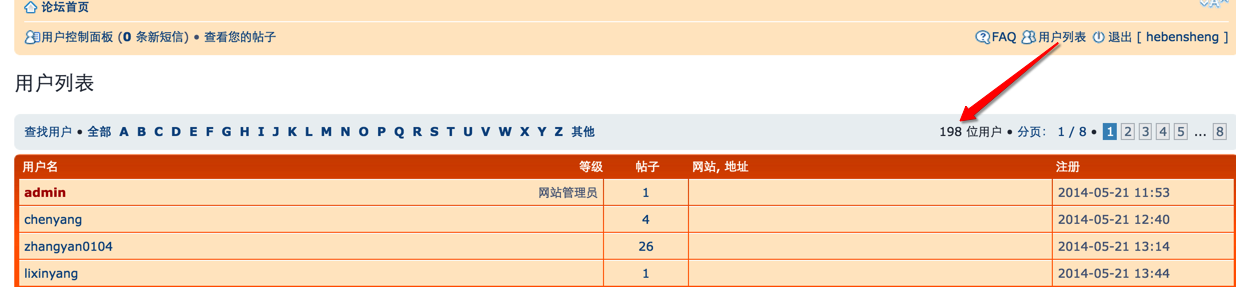 论坛首页
用户控制面板 (0 条新短信) • 查看您的帖子
FAQ 用户列表 退出 [ hebensheng ]
用户列表
查找用户 • 全部 A B C D E F G H I J K L M N O P Q R S T U V W X Y Z 其他
198 位用户 • 分页: 1 / 8 • 1 2 3 4 5 ... 8
用户名 等级 帖子 网站, 地址 注册
admin 网站管理员 1 2014-05-21 11:53
chenyang 4 2014-05-21 12:40
zhangyan0104 26 2014-05-21 13:14
lixinyang 1 2014-05-21 13:44